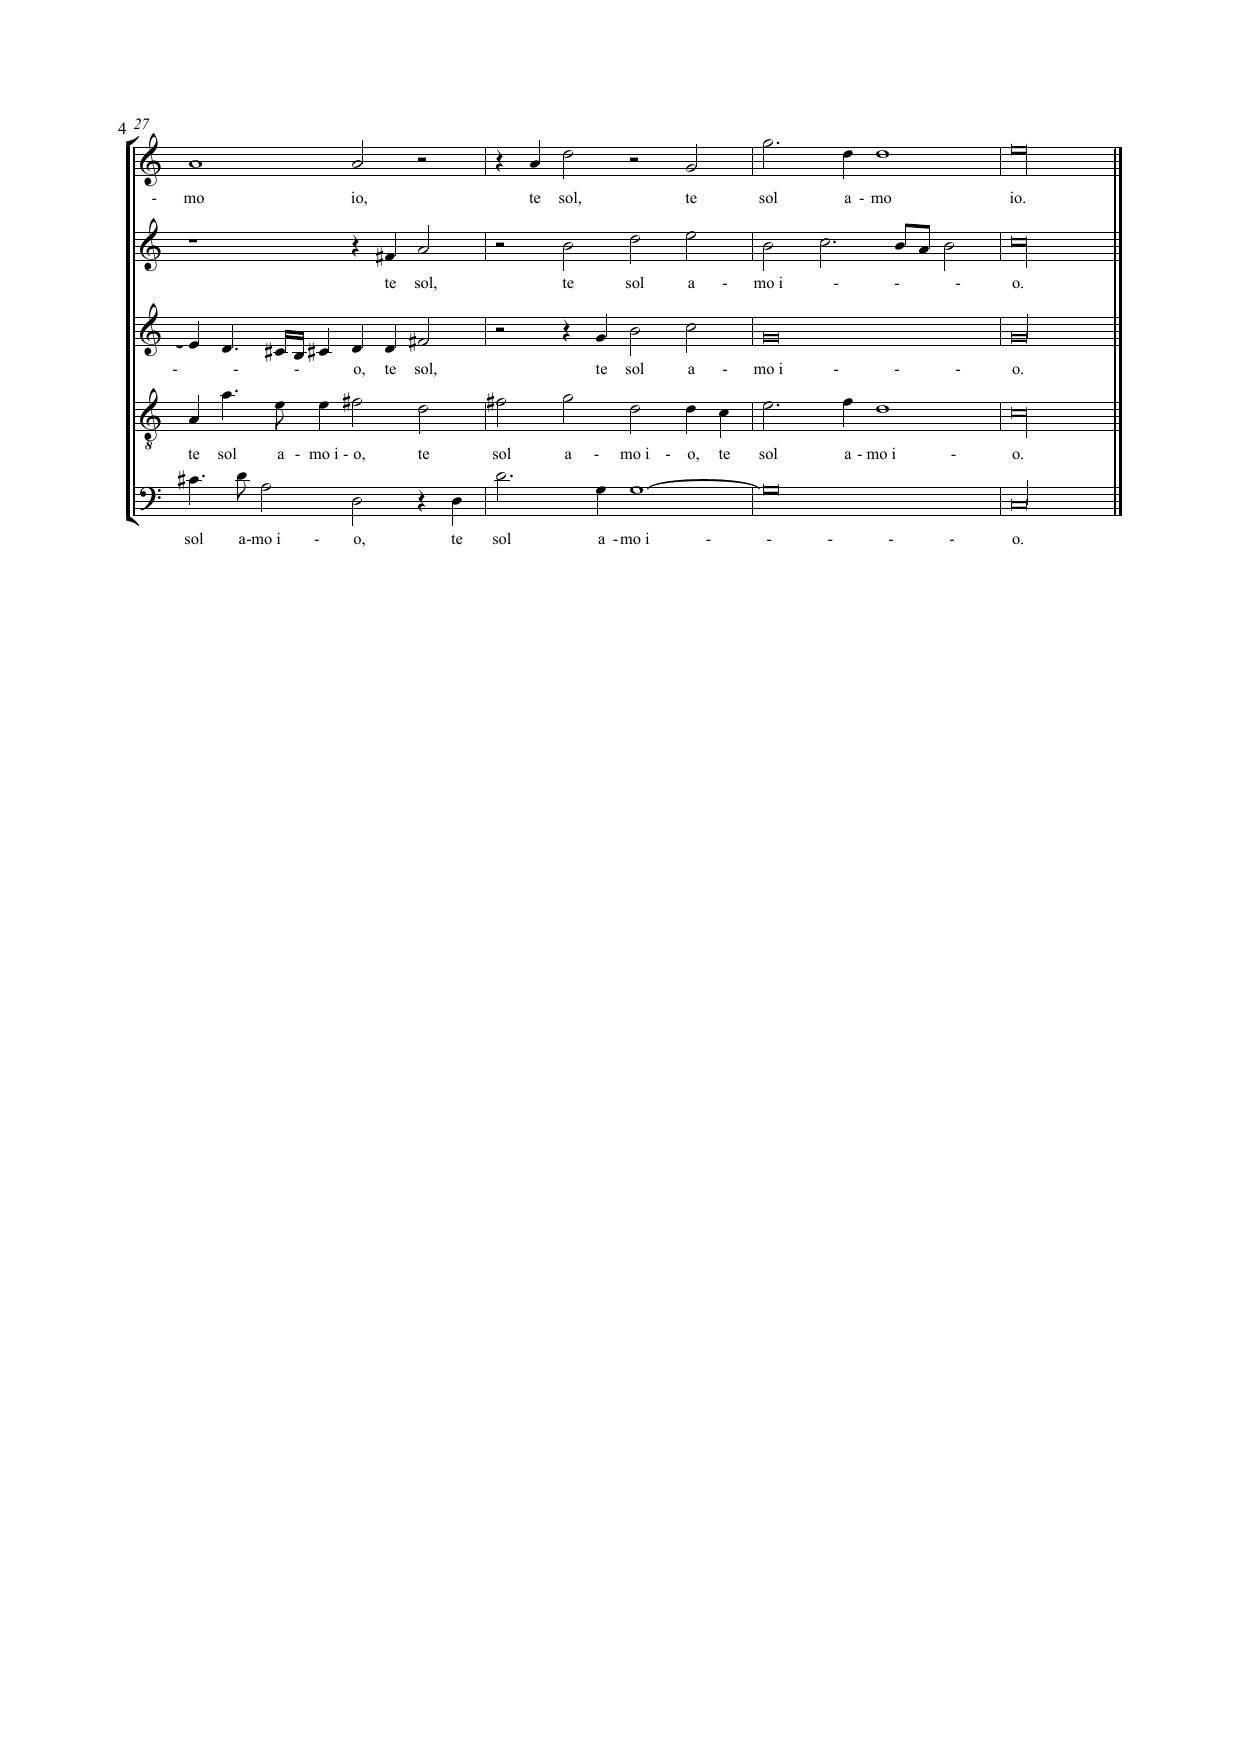 4 27
- mo io, te sol, te sol a - mo io.
te sol, te sol a - mo i - - - o.
- - - o, te sol, te sol a - mo i - - - o.
8
te sol a - mo i - o, te sol a - mo i - o, te sol a - mo i - o.
sol a-mo i - o, te sol a -mo i - - - - - o.